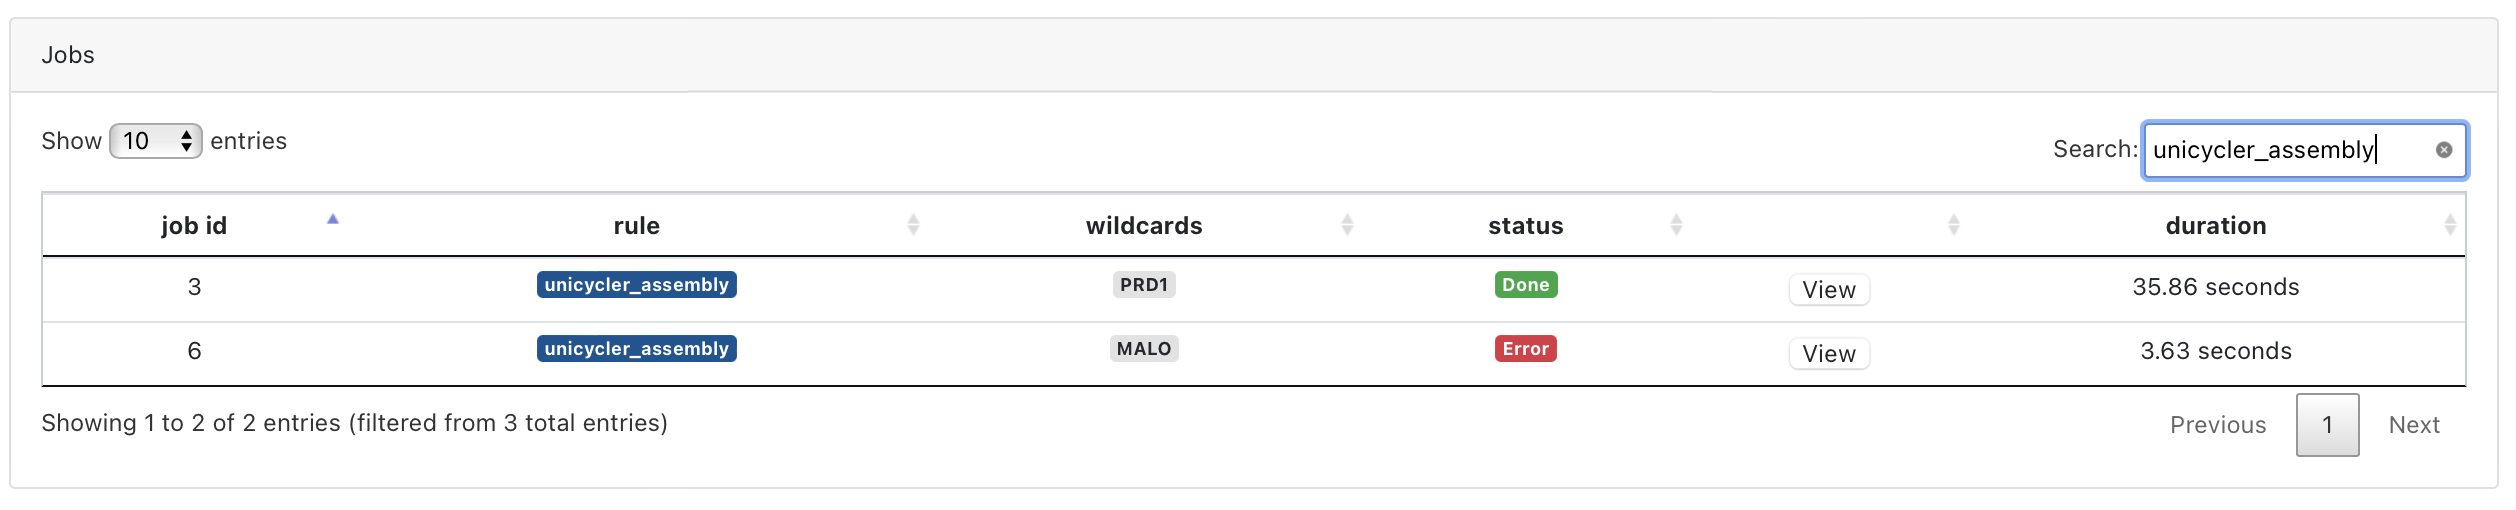 Jobs
Show 10 entries
Search: unicycler_assembly
job id rule wildcards status duration
3 unicycler_assembly PRD1 Done View 35.86 seconds
6 unicycler_assembly MALO Error View 3.63 seconds
Showing 1 to 2 of 2 entries (filtered from 3 total entries)
Previous 1 Next